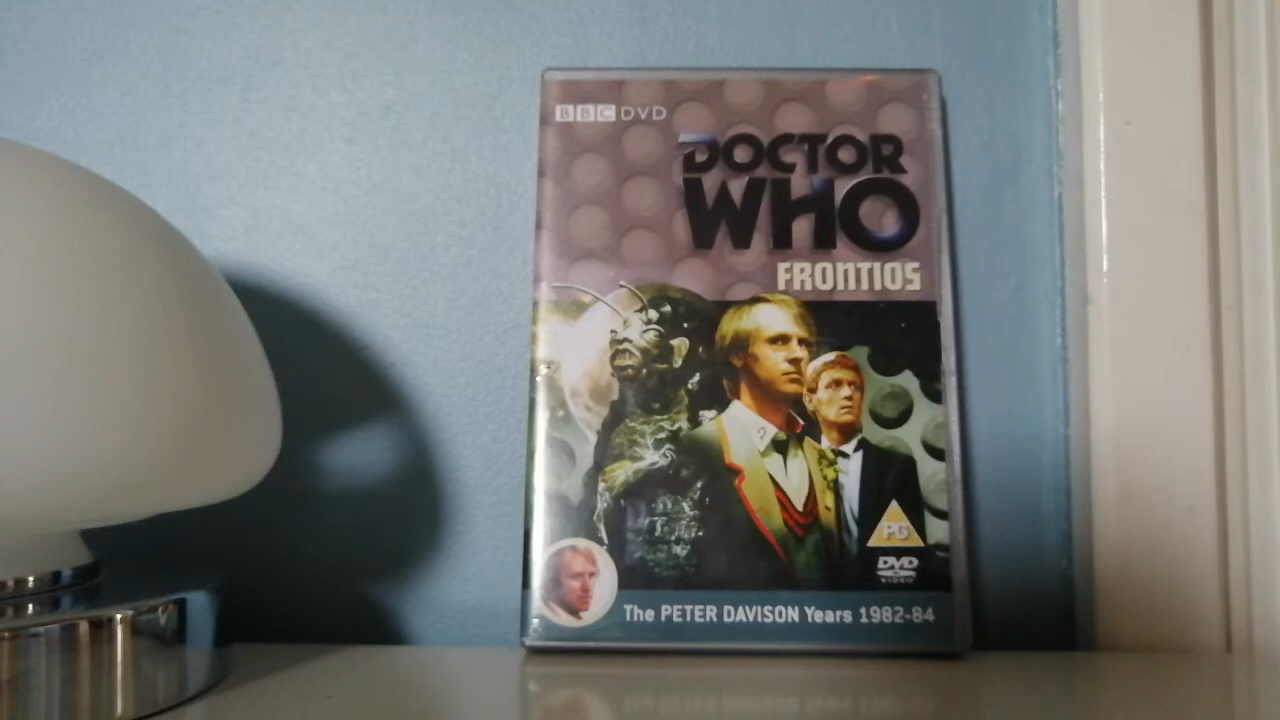 BBC DVD
DOCTOR
WHO
FRONTIOS
?
PG
DVD
VIDEO
The PETER DAVISON Years 1982-84